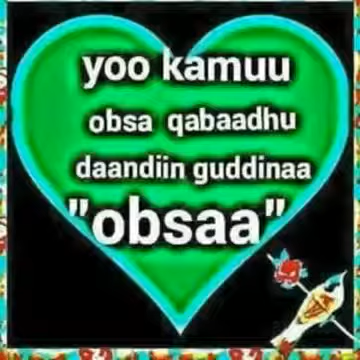 yoo kamuu
obsa qabaadhu
daandiin guddinaa
"obsaa"